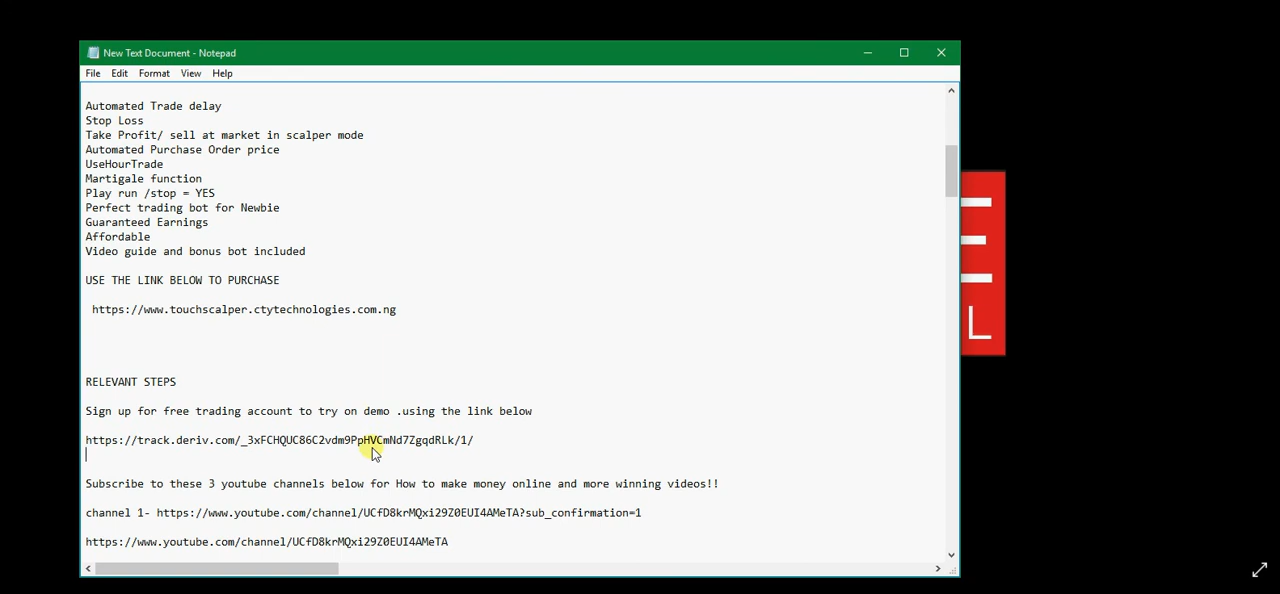 New Text Document - Notepad
File Edit Format View Help
Automated Trade delay
Stop Loss
Take Profit/ sell at market in scalper mode
Automated Purchase Order price
UseHourTrade
Martigale function
Play run /stop = YES
Perfect trading bot for Newbie
Guaranteed Earnings
Affordable
Video guide and bonus bot included
USE THE LINK BELOW TO PURCHASE
https://www.touchscalper.ctytechnologies.com.ng
RELEVANT STEPS
Sign up for free trading account to try on demo .using the link below
https://track.deriv.com/_3xFCHQUC86C2vdm9PpHVCmNd7ZgqdRLk/1/
Subscribe to these 3 youtube channels below for How to make money online and more winning videos!!
channel 1- https://www.youtube.com/channel/UCfD8krMQxi29Z0EUI4AMeTA?sub_confirmation=1
https://www.youtube.com/channel/UCfD8krMQxi29Z0EUI4AMeTA
E
L